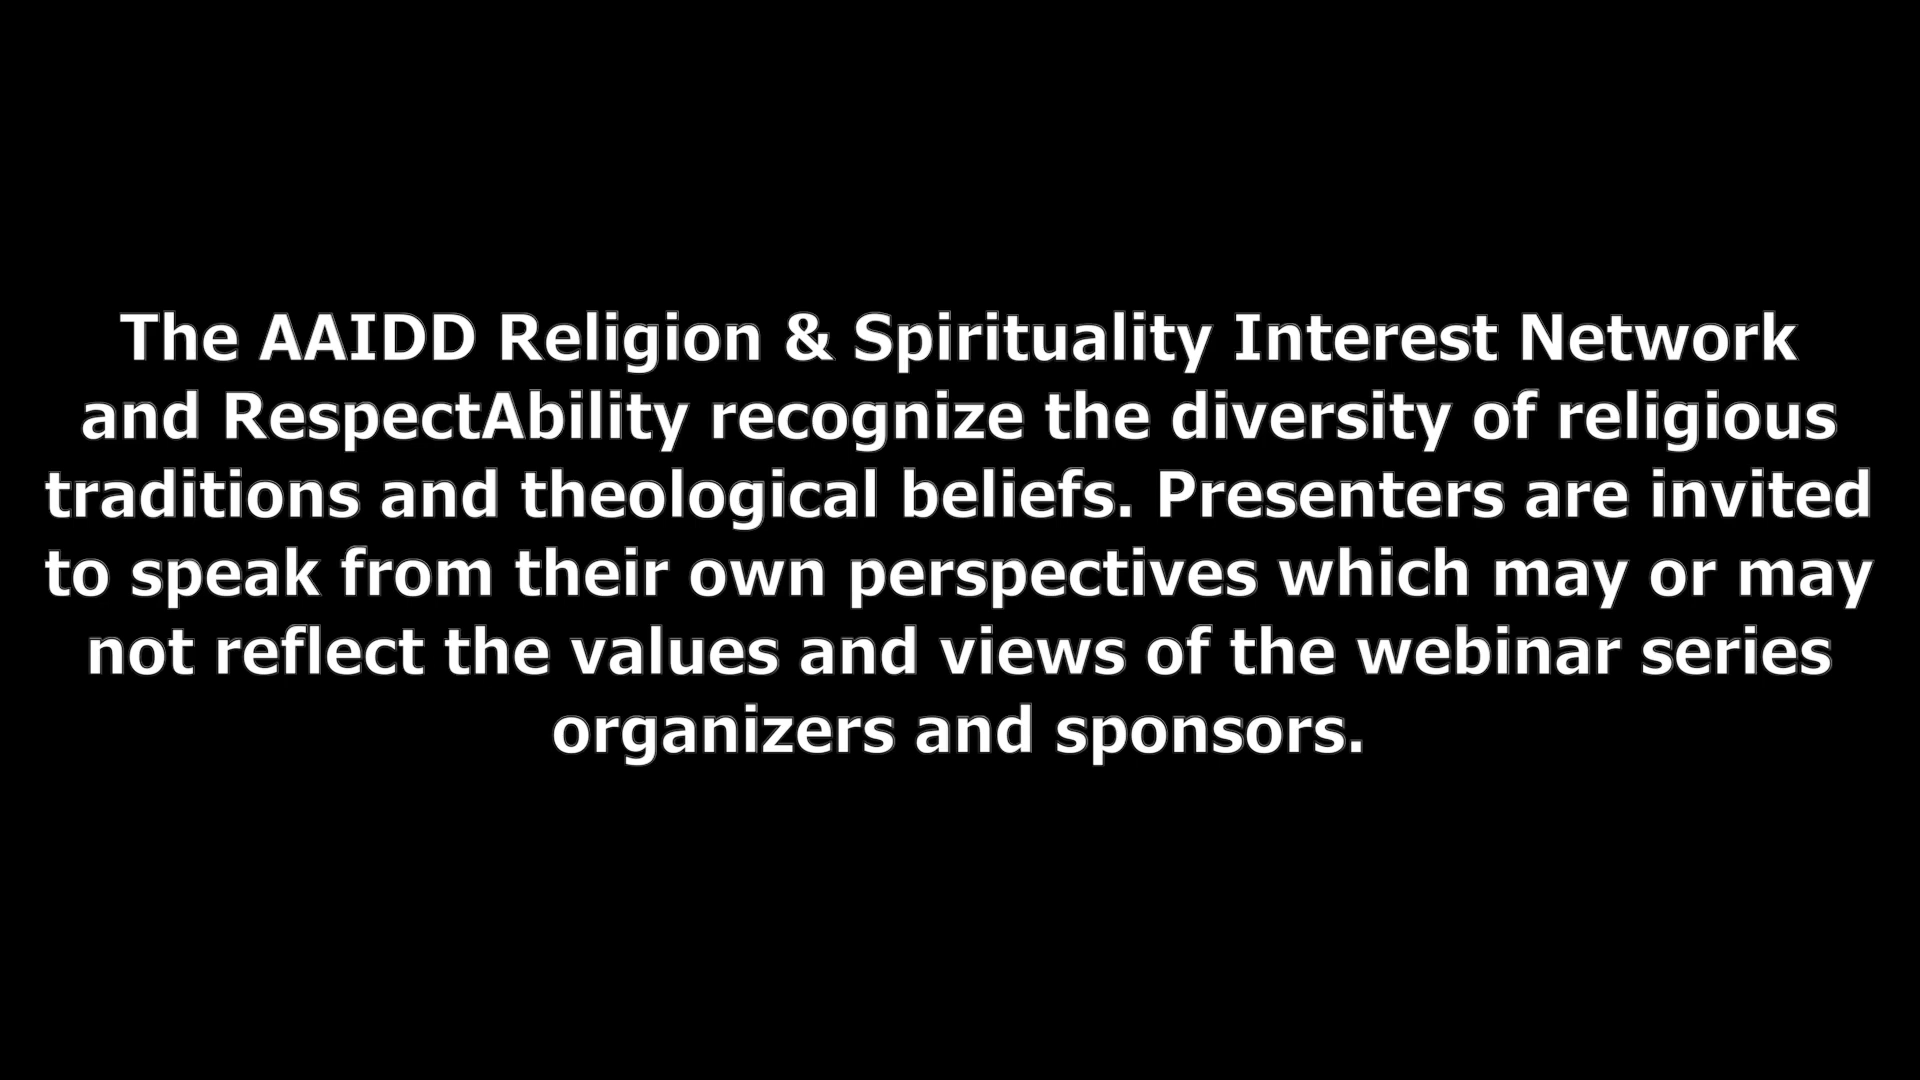 The AAIDD Religion & Spirituality Interest Network
and RespectAbility recognize the diversity of religious
traditions and theological beliefs. Presenters are invited
to speak from their own perspectives which may or may
not reflect the values and views of the webinar series
organizers and sponsors.